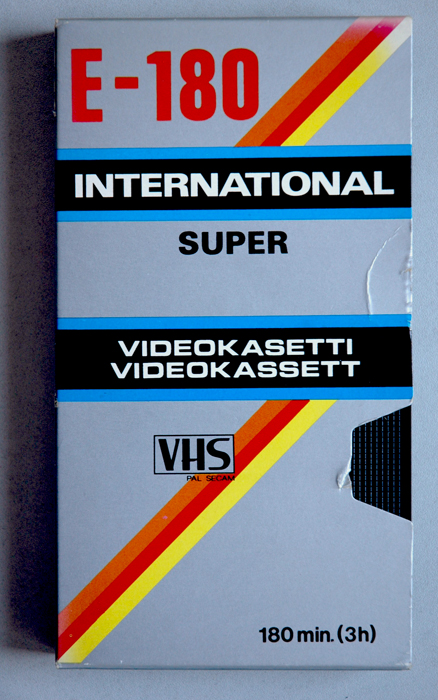 E-180
INTERNATIONAL
SUPER
VIDEOKASETTI
VIDEOKASSETT
VHS
PAL SECAM
180 min. (3h)